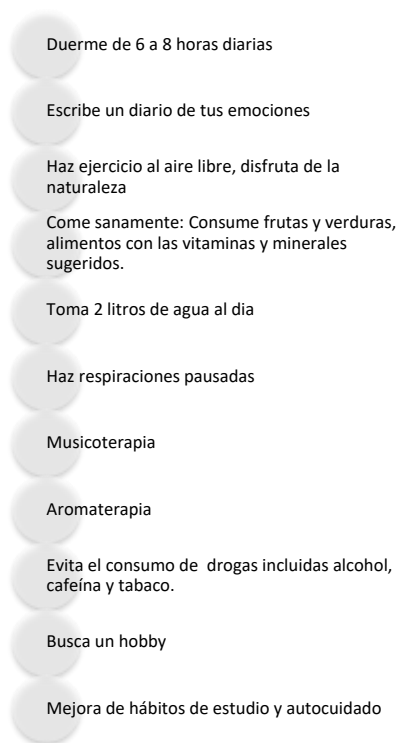 Duerme de 6 a 8 horas diarias
Escribe un diario de tus emociones
Haz ejercicio al aire libre, disfruta de la
naturaleza
Come sanamente: Consume frutas y verduras,
alimentos con las vitaminas y minerales
sugeridos.
Toma 2 litros de agua al dia
Haz respiraciones pausadas
Musicoterapia
Aromaterapia
Evita el consumo de  drogas incluidas alcohol,
cafeína y tabaco.
Busca un hobby
Mejora de hábitos de estudio y autocuidado